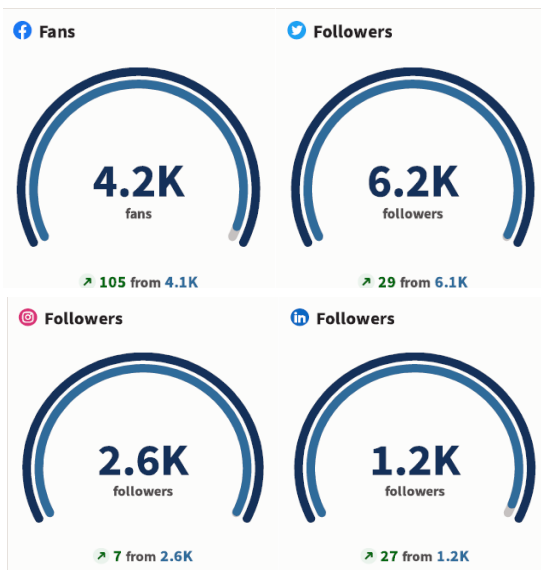 Fans
Followers
4.2K
fans
6.2K
followers
105 from 4.1K
29 from 6.1K
Followers
Followers
2.6K
followers
1.2K
followers
7 from 2.6K
27 from 1.2K